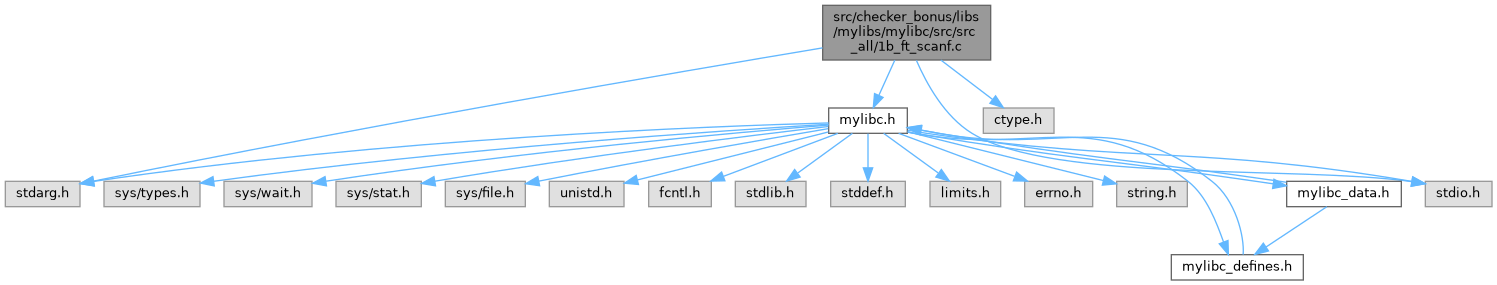 src/checker_bonus/libs
/mylibs/mylibc/src/src
_all/1b_ft_scanf.c
mylibc.h
ctype.h
stdarg.h
sys/types.h
sys/wait.h
sys/stat.h
sys/file.h
unistd.h
fcntl.h
stdlib.h
stddef.h
limits.h
errno.h
string.h
mylibc_data.h
stdio.h
mylibc_defines.h